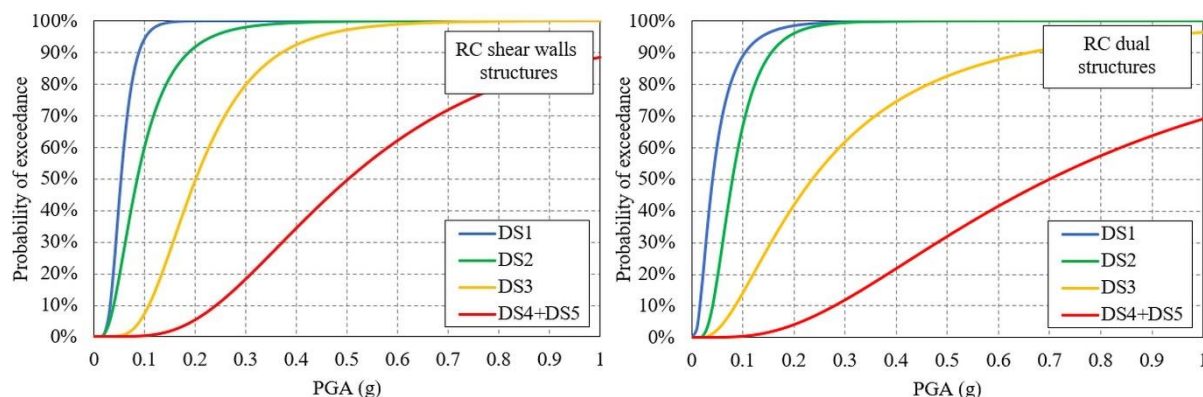 100%
90%
80%
70%
60%
50%
40%
30%
20%
10%
0%
Probability of exceedance
RC shear walls
structures
DS1
DS2
DS3
DS4+DS5
0 0.1 0.2 0.3 0.4 0.5 0.6 0.7 0.8 0.9 1
PGA (g)
100%
90%
80%
70%
60%
50%
40%
30%
20%
10%
0%
Probability of exceedance
RC dual
structures
DS1
DS2
DS3
DS4+DS5
0 0.1 0.2 0.3 0.4 0.5 0.6 0.7 0.8 0.9 1
PGA (g)